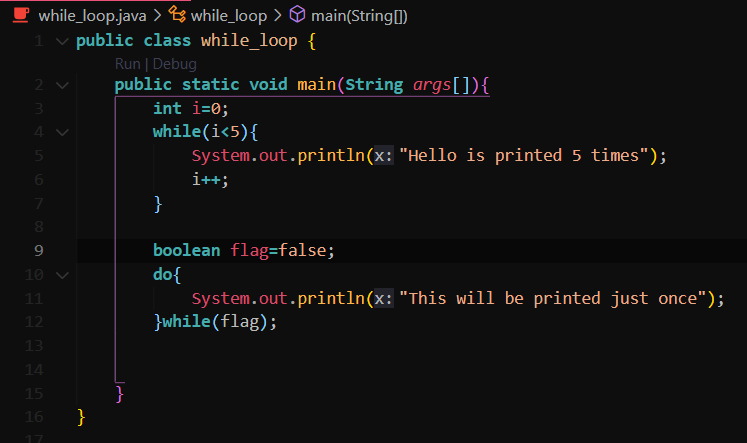 while_loop.java > while_loop > main(String[])
1 public class while_loop {
Run | Debug
2 public static void main(String args[]){
3 int i=0;
4 while(i<5){
5 System.out.println(x: "Hello is printed 5 times");
6 i++;
7 }
8
9 boolean flag=false;
10 do{
11 System.out.println(x: "This will be printed just once");
12 }while(flag);
13
14
15 }
16 }
17